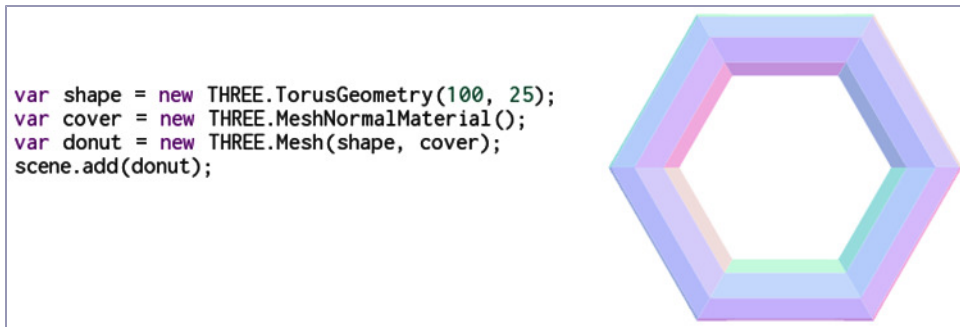 var shape = new THREE.TorusGeometry(100, 25);
var cover = new THREE.MeshNormalMaterial();
var donut = new THREE.Mesh(shape, cover);
scene.add(donut);